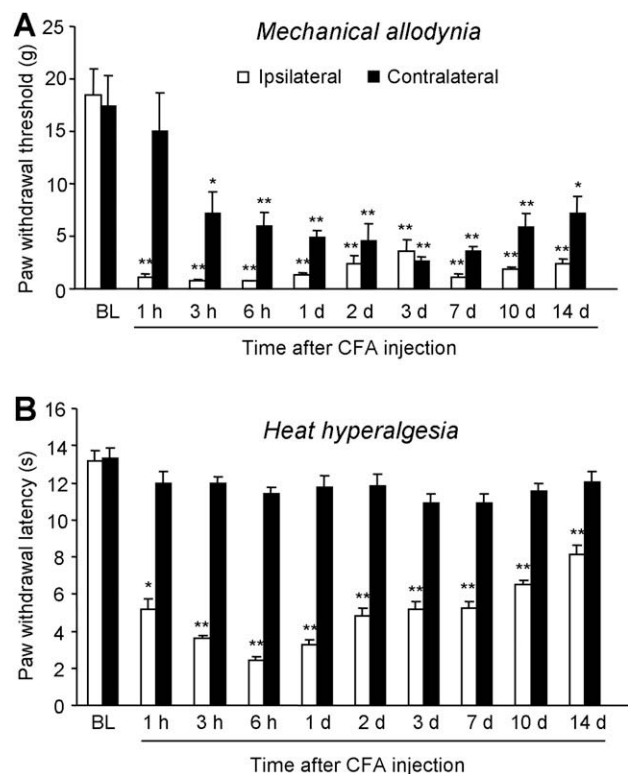 A
Mechanical allodynia
Ipsilateral Contralateral
Paw withdrawal threshold (g)
25
20
15
10
5
0
* ** ** ** ** ** *
** ** ** ** ** ** ** ** **
BL 1 h 3 h 6 h 1 d 2 d 3 d 7 d 10 d 14 d
Time after CFA injection
B
Heat hyperalgesia
Paw withdrawal latency (s)
16
14
12
10
8
6
4
2
0
* ** ** ** ** ** ** ** **
BL 1 h 3 h 6 h 1 d 2 d 3 d 7 d 10 d 14 d
Time after CFA injection